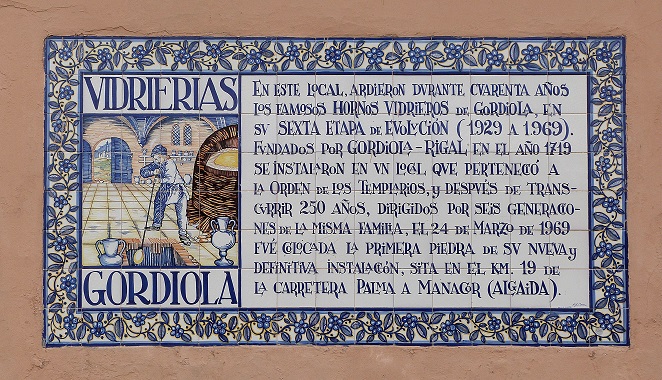 VIDRIERIAS
GORDIOLA
EN ESTE LOCAL, ARDIERON DVRANTE CVARENTA AÑOS
LOS FAMOSOS HORNOS VIDRIEROS DE GORDIOLA, EN
SV SEXTA ETAPA DE EVOLVCIÓN (1929 A 1969).
FVNDADOS POR GORDIOLA-RIGAL EN EL AÑO 1719
SE INSTALARON EN VN LOCAL QVE PERTENECIÓ A
LA ORDEN DE LOS TEMPLARIOS, y DESPVÉS DE TRANS-
CVRRIR 250 AÑOS, DIRIGIDOS POR SEIS GENERACIO-
NES DE LA MISMA FAMILIA, EL 24 DE MARZO DE 1969
FVÉ COLOCADA LA PRIMERA PIEDRA DE SV NVEVA y
DEFINITIVA INSTALACÓN, SITA EN EL KM. 19 DE
LA CARRETERA PALMA A MANACOR (ALGAIDA).